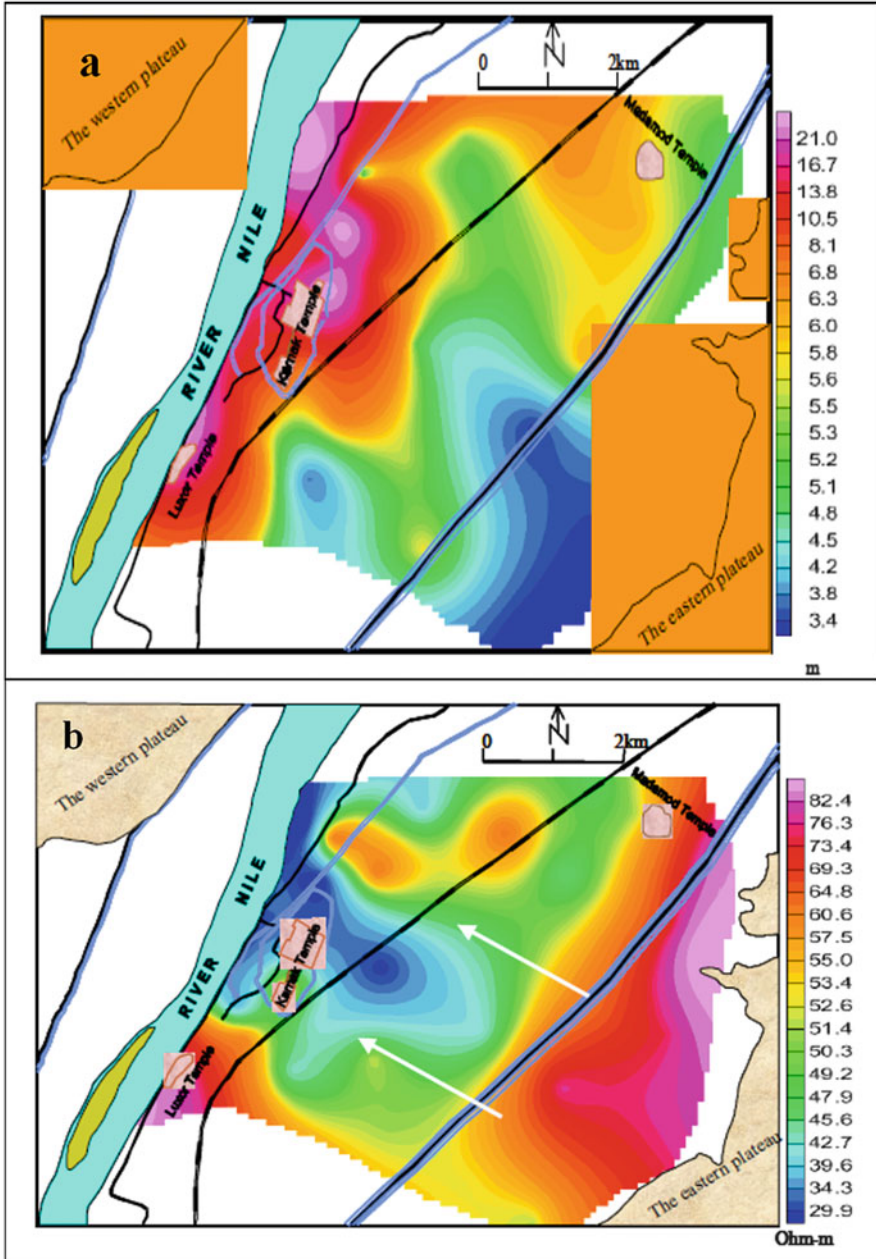 a
The western plateau
N
0 2km
Madamod Temple
NILE
RIVER
Karnak Temple
Luxor Temple
The eastern plateau
21.0
16.7
13.8
10.5
8.1
6.8
6.3
6.0
5.8
5.6
5.5
5.3
5.2
5.1
4.8
4.5
4.2
3.8
3.4
m
b
The western plateau
N
0 2km
Madamod Temple
NILE
RIVER
Karnak Temple
Luxor Temple
The eastern plateau
82.4
76.3
73.4
69.3
64.8
60.6
57.5
55.0
53.4
52.6
51.4
50.3
49.2
47.9
45.6
42.7
39.6
34.3
29.9
Ohm-m